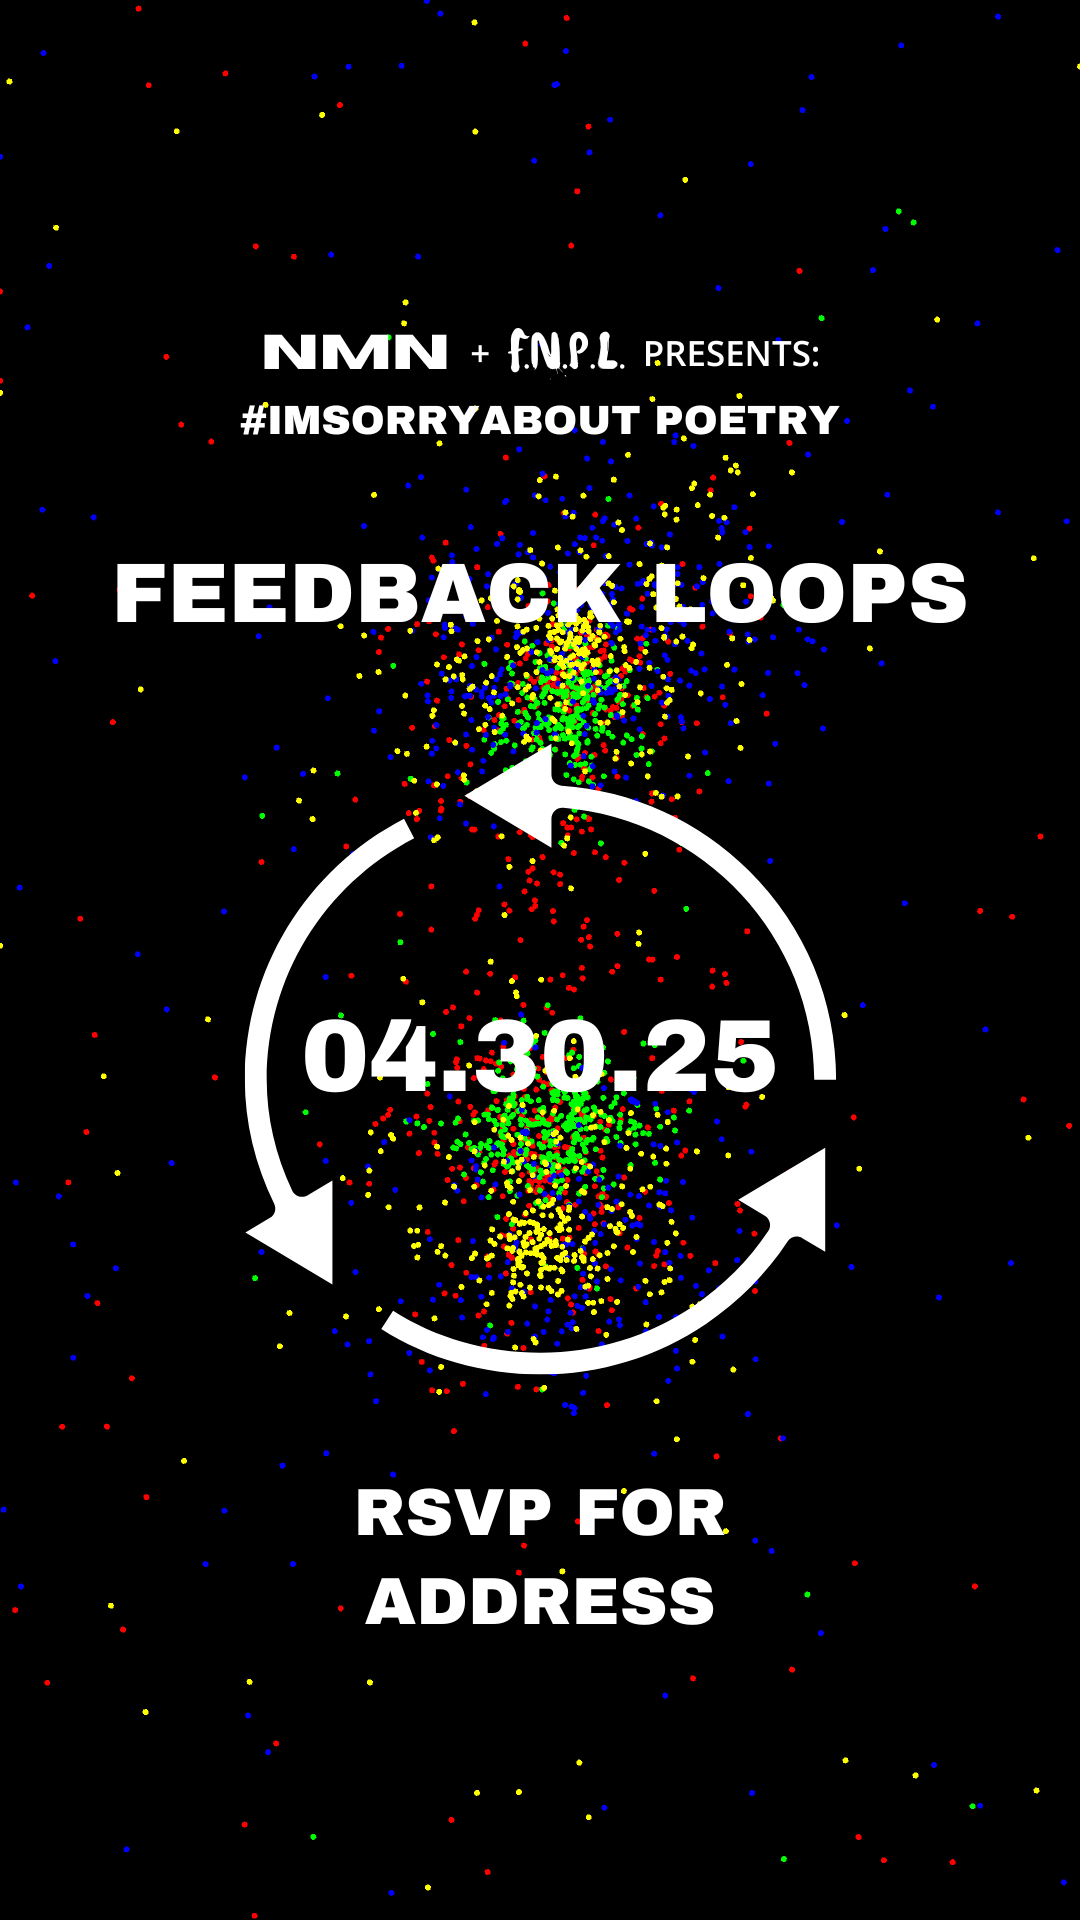 NMN + F.N.P.L. PRESENTS:
#IMSORRYABOUT POETRY
FEEDBACK LOOPS
04.30.25
RSVP FOR
ADDRESS